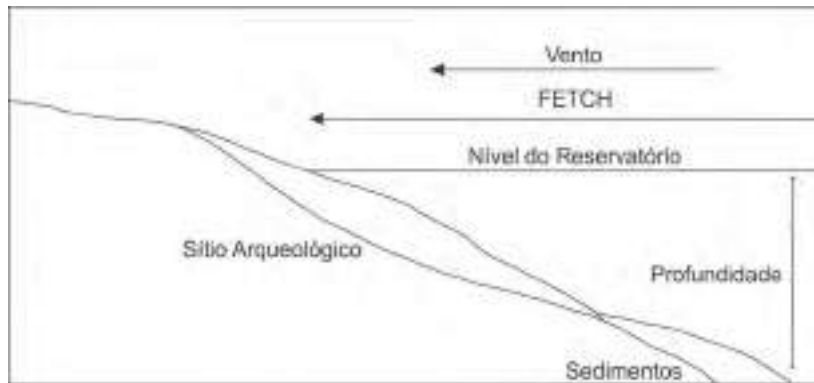 Vento
FETCH
Nível do Reservatório
Sítio Arqueológico
Profundidade
Sedimentos